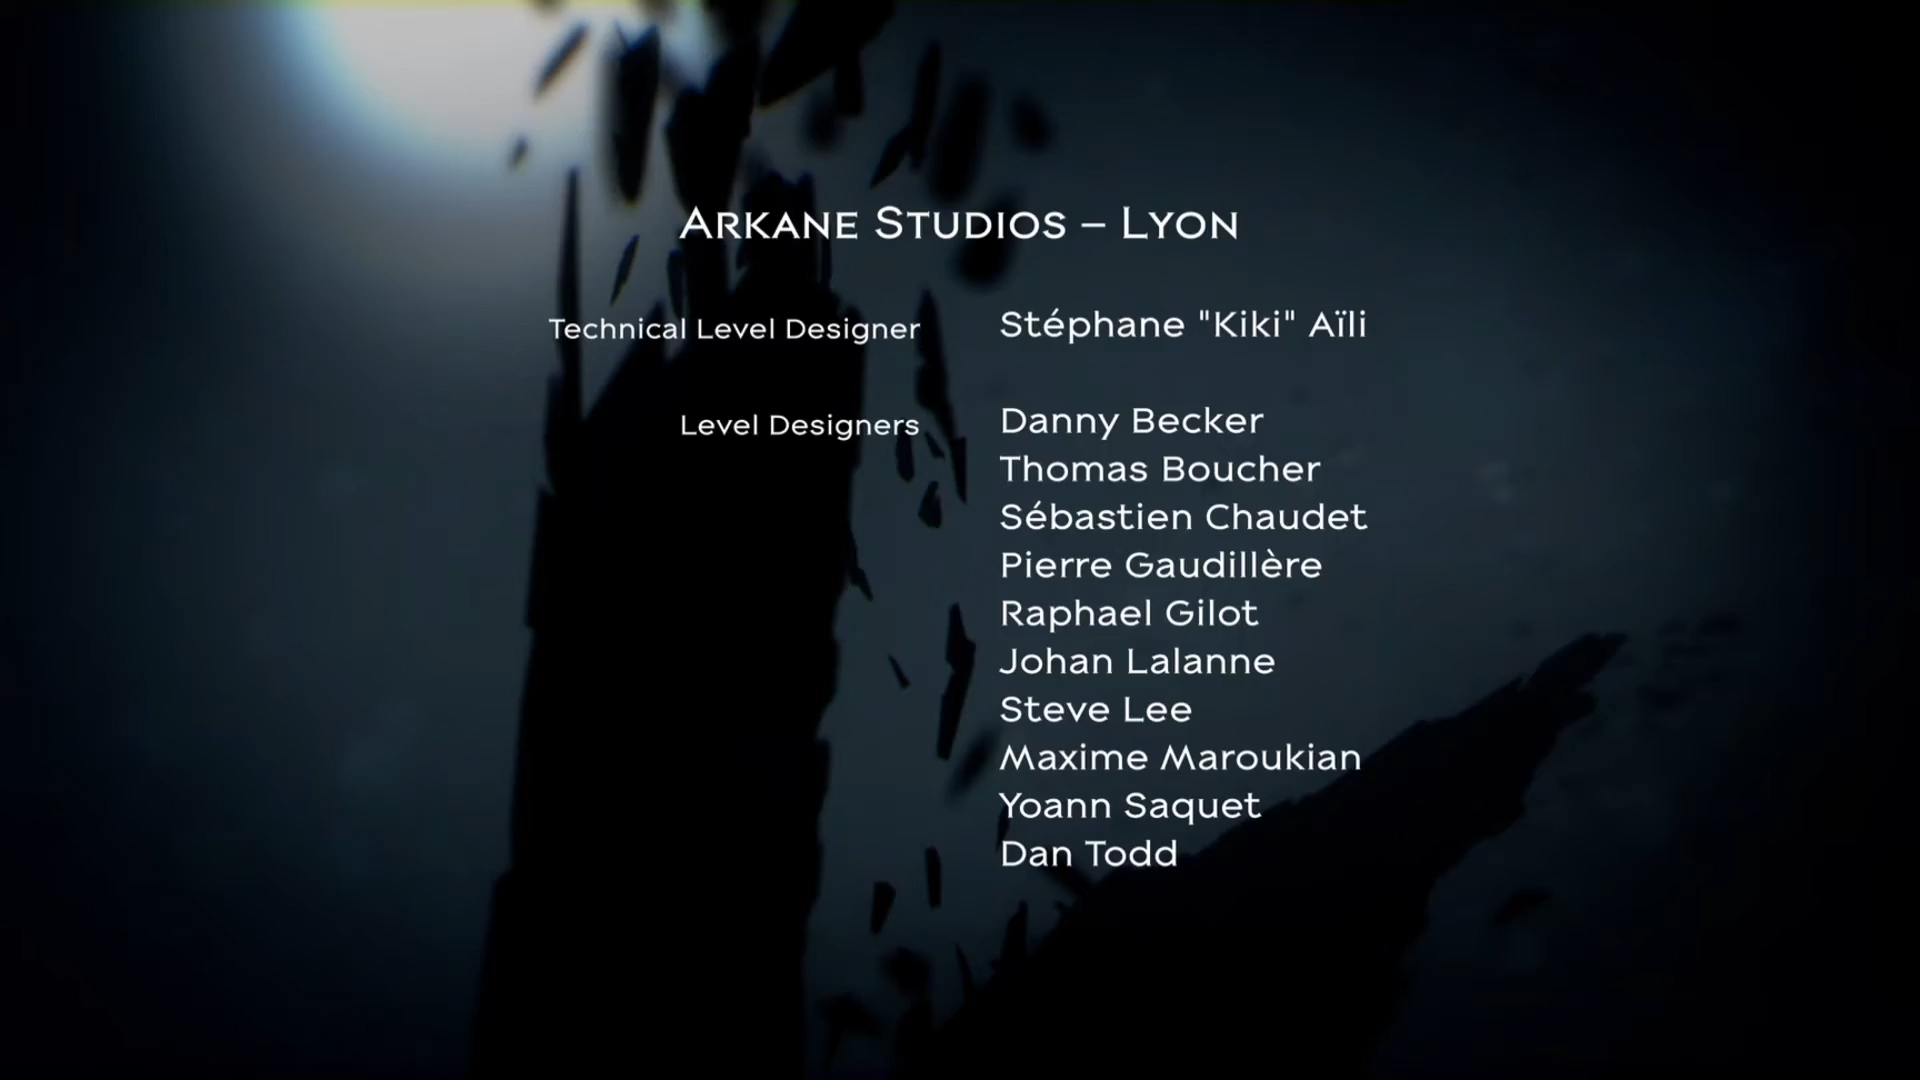 Arkane Studios – Lyon
Technical Level Designer Stéphane "Kiki" Aïli
Level Designers Danny Becker
Thomas Boucher
Sébastien Chaudet
Pierre Gaudillère
Raphael Gilot
Johan Lalanne
Steve Lee
Maxime Maroukian
Yoann Saquet
Dan Todd